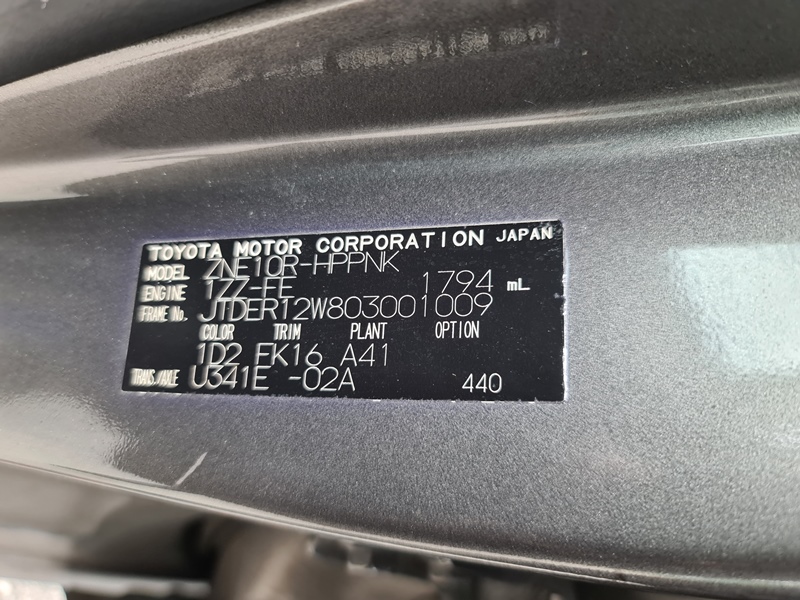 TOYOTA MOTOR CORPORATION JAPAN
MODEL ZNE10R-HPPNK
ENGINE 1ZZ-FE 1794 mL
FRAME No. JTDER12W803001009
COLOR TRIM PLANT OPTION
1D2 FK16 A41
TRANS./AXLE U341E -02A 440